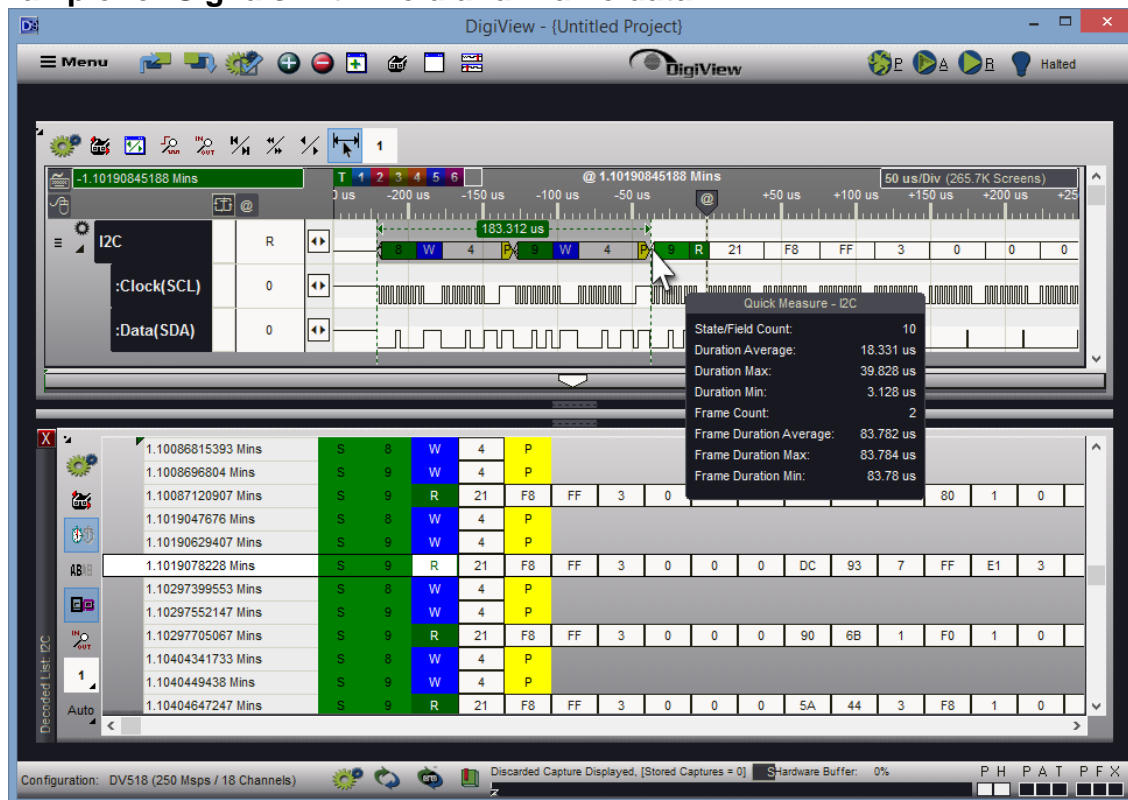 DigiView - {Untitled Project}
Menu
DigiView
P A R Halted
1
-1.10190845188 Mins
T 1 2 3 4 5 6
@ 1.10190845188 Mins
50 us/Div (265.7K Screens)
@
-200 us -150 us -100 us -50 us @ +50 us +100 us +150 us +200 us +25
183.312 us
I2C R
8 W 4 P 9 W 4 P 9 R 21 F8 FF 3 0 0 0
:Clock(SCL) 0
:Data(SDA) 0
Quick Measure - I2C
State/Field Count: 10
Duration Average: 18.331 us
Duration Max: 39.828 us
Duration Min: 3.128 us
Frame Count: 2
Frame Duration Average: 83.782 us
Frame Duration Max: 83.784 us
Frame Duration Min: 83.78 us
X
1.10086815393 Mins S 8 W 4 P
1.1008696804 Mins S 9 W 4 P
1.10087120907 Mins S 9 R 21 F8 FF 3 0 80 1 0
1.1019047676 Mins S 8 W 4 P
1.10190629407 Mins S 9 W 4 P
1.1019078228 Mins S 9 R 21 F8 FF 3 0 0 0 DC 93 7 FF E1 3
1.10297399553 Mins S 8 W 4 P
1.10297552147 Mins S 9 W 4 P
1.10297705067 Mins S 9 R 21 F8 FF 3 0 0 0 90 6B 1 F0 1 0
1.10404341733 Mins S 8 W 4 P
1.1040449438 Mins S 9 W 4 P
1.10404647247 Mins S 9 R 21 F8 FF 3 0 0 0 5A 44 3 F8 1 0
Decoded List: I2C
1
Auto
Configuration: DV518 (250 Msps / 18 Channels)
Discarded Capture Displayed, [Stored Captures = 0]
Hardware Buffer: 0%
P H P A T P F X